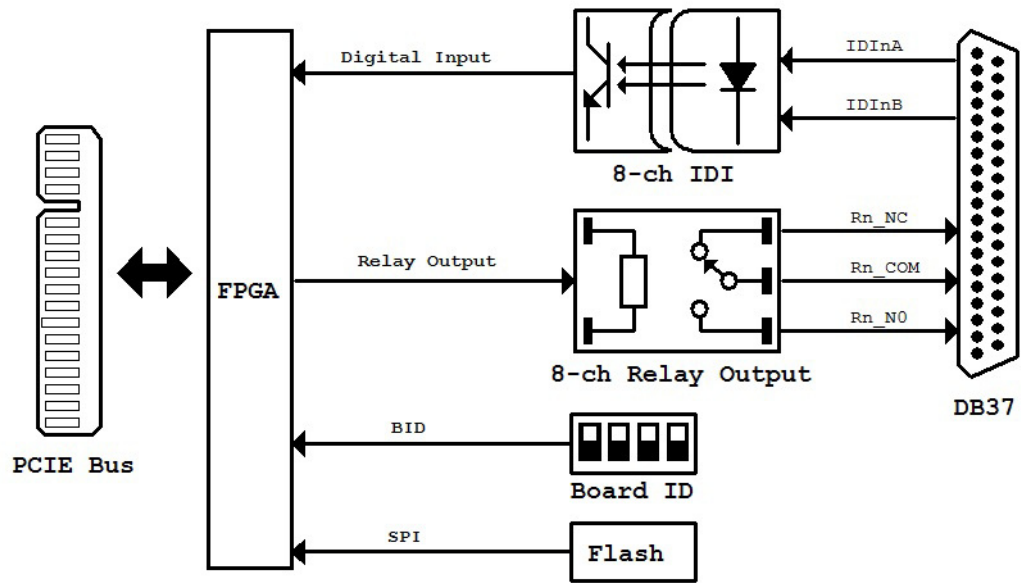 Digital Input
IDInA
IDInB
8-ch IDI
Rn_NC
Relay Output
Rn_COM
FPGA
Rn_N0
8-ch Relay Output
DB37
BID
PCIE Bus
Board ID
SPI
Flash